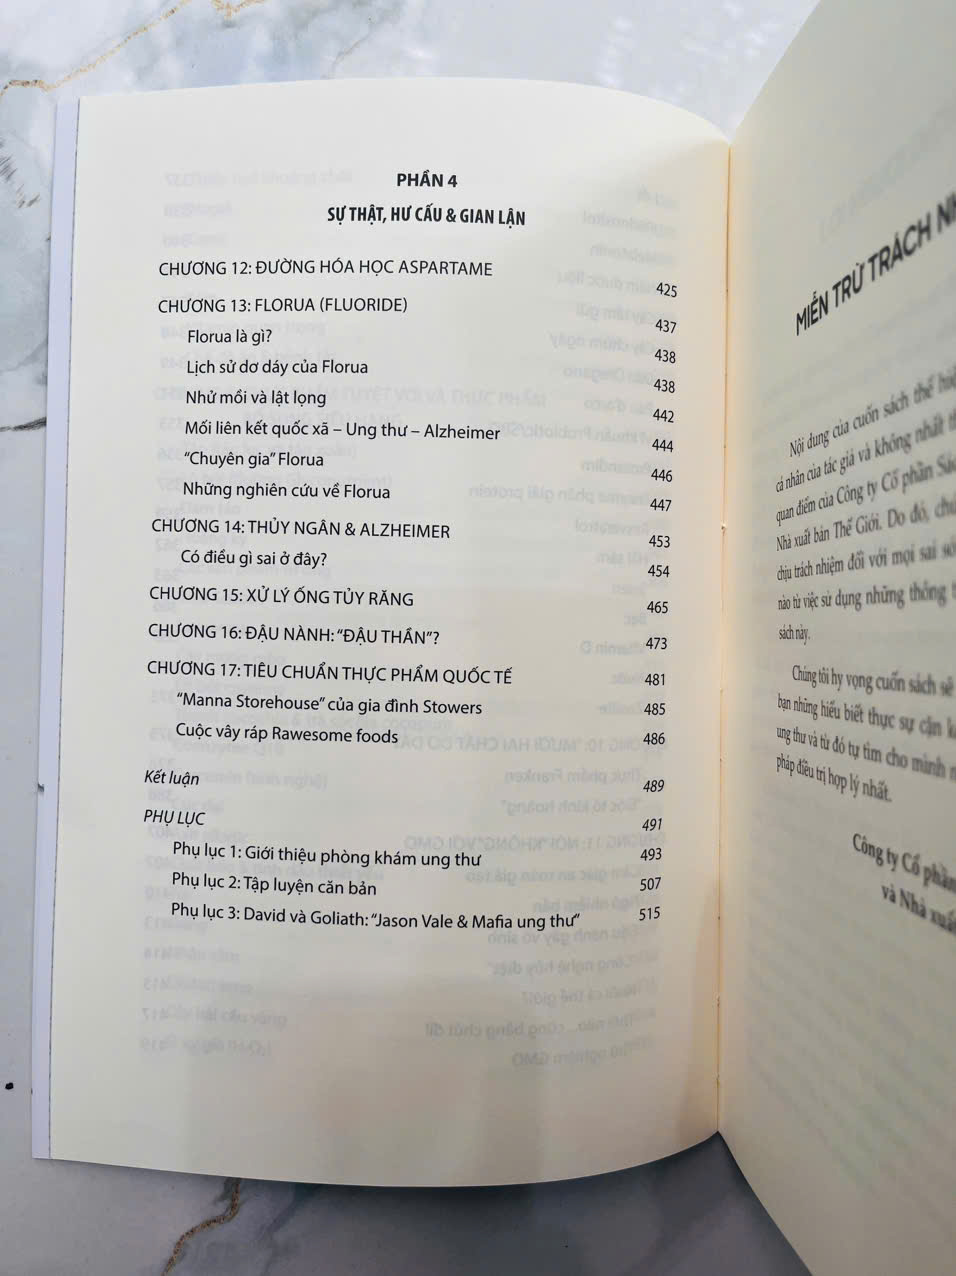 PHẦN 4
SỰ THẬT, HƯ CẤU & GIAN LẬN
CHƯƠNG 12: ĐƯỜNG HÓA HỌC ASPARTAME 425
CHƯƠNG 13: FLORUA (FLUORIDE) 437
Florua là gì? 438
Lịch sử dơ dáy của Florua 438
Nhử mồi và lật lọng 442
Mối liên kết quốc xã – Ung thư – Alzheimer 444
“Chuyên gia” Florua 446
Những nghiên cứu về Florua 447
CHƯƠNG 14: THỦY NGÂN & ALZHEIMER 453
Có điều gì sai ở đây? 454
CHƯƠNG 15: XỬ LÝ ỐNG TỦY RĂNG 465
CHƯƠNG 16: ĐẬU NÀNH: “ĐẬU THẦN”? 473
CHƯƠNG 17: TIÊU CHUẨN THỰC PHẨM QUỐC TẾ 481
“Manna Storehouse” của gia đình Stowers 485
Cuộc vây ráp Rawesome foods 486
Kết luận 489
PHỤ LỤC 491
Phụ lục 1: Giới thiệu phòng khám ung thư 493
Phụ lục 2: Tập luyện căn bản 507
Phụ lục 3: David và Goliath: “Jason Vale & Mafia ung thư” 515
MIỄN TRỪ TRÁCH
Nội dung của cuốn sách thể
cá nhân của tác giả và không nhất
quan điểm của Công ty Cổ phần
Nhà xuất bản Thế Giới. Do đó,
chịu trách nhiệm đối với mọi sai
nào từ việc sử dụng những thông
sách này.
Chúng tôi hy vọng cuốn sách sẽ
bạn những hiểu biết thực sự cặn
ung thư và từ đó tự tìm cho mình
pháp điều trị hợp lý nhất.
Công ty Cổ phần
và Nhà xuất